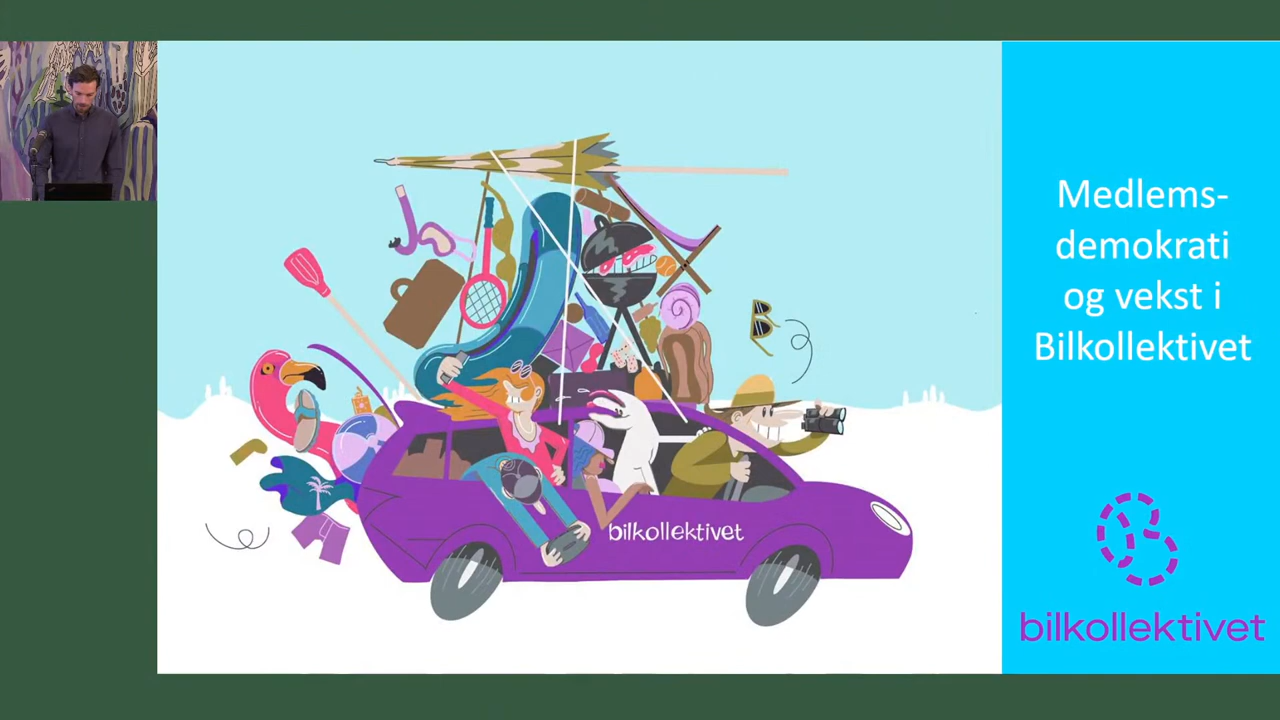 bilkollektivet
Medlems-
demokrati
og vekst i
Bilkollektivet
bilkollektivet